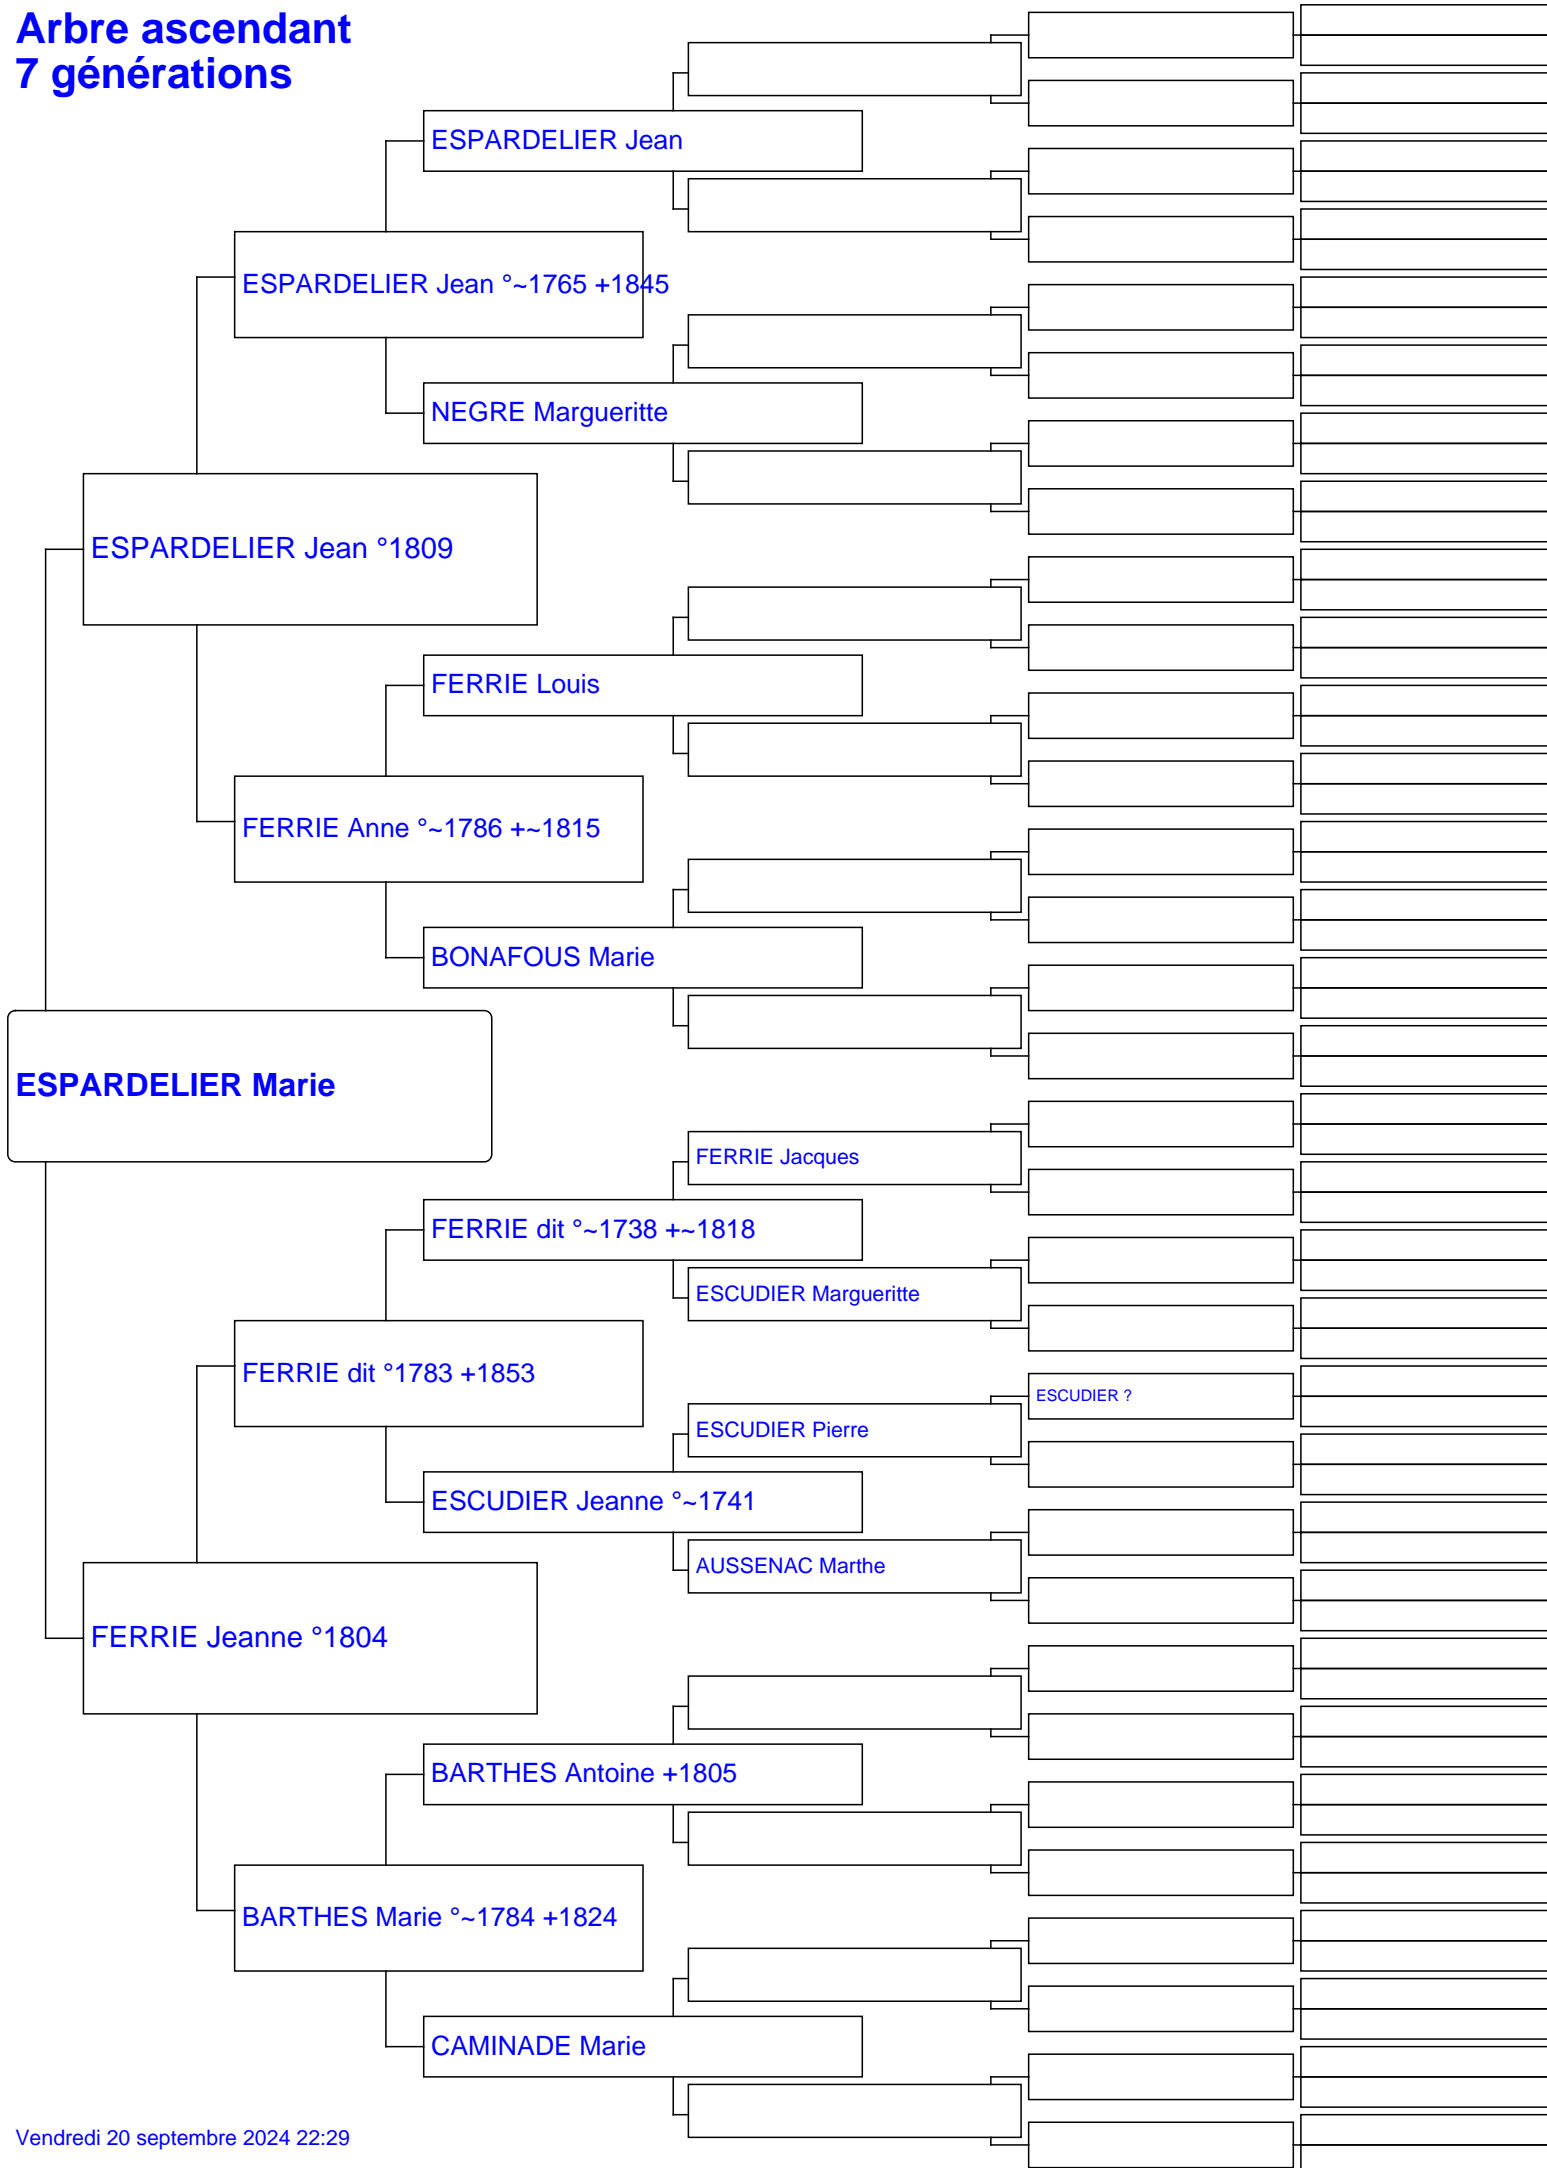 Arbre ascendant
7 générations
ESPARDELIER Jean
ESPARDELIER Jean °~1765 +1845
NEGRE Margueritte
ESPARDELIER Jean °1809
FERRIE Louis
FERRIE Anne °~1786 +~1815
BONAFOUS Marie
ESPARDELIER Marie
FERRIE Jacques
FERRIE dit °~1738 +~1818
ESCUDIER Margueritte
FERRIE dit °1783 +1853
ESCUDIER ?
ESCUDIER Pierre
ESCUDIER Jeanne °~1741
AUSSENAC Marthe
FERRIE Jeanne °1804
BARTHES Antoine +1805
BARTHES Marie °~1784 +1824
CAMINADE Marie
Vendredi 20 septembre 2024 22:29